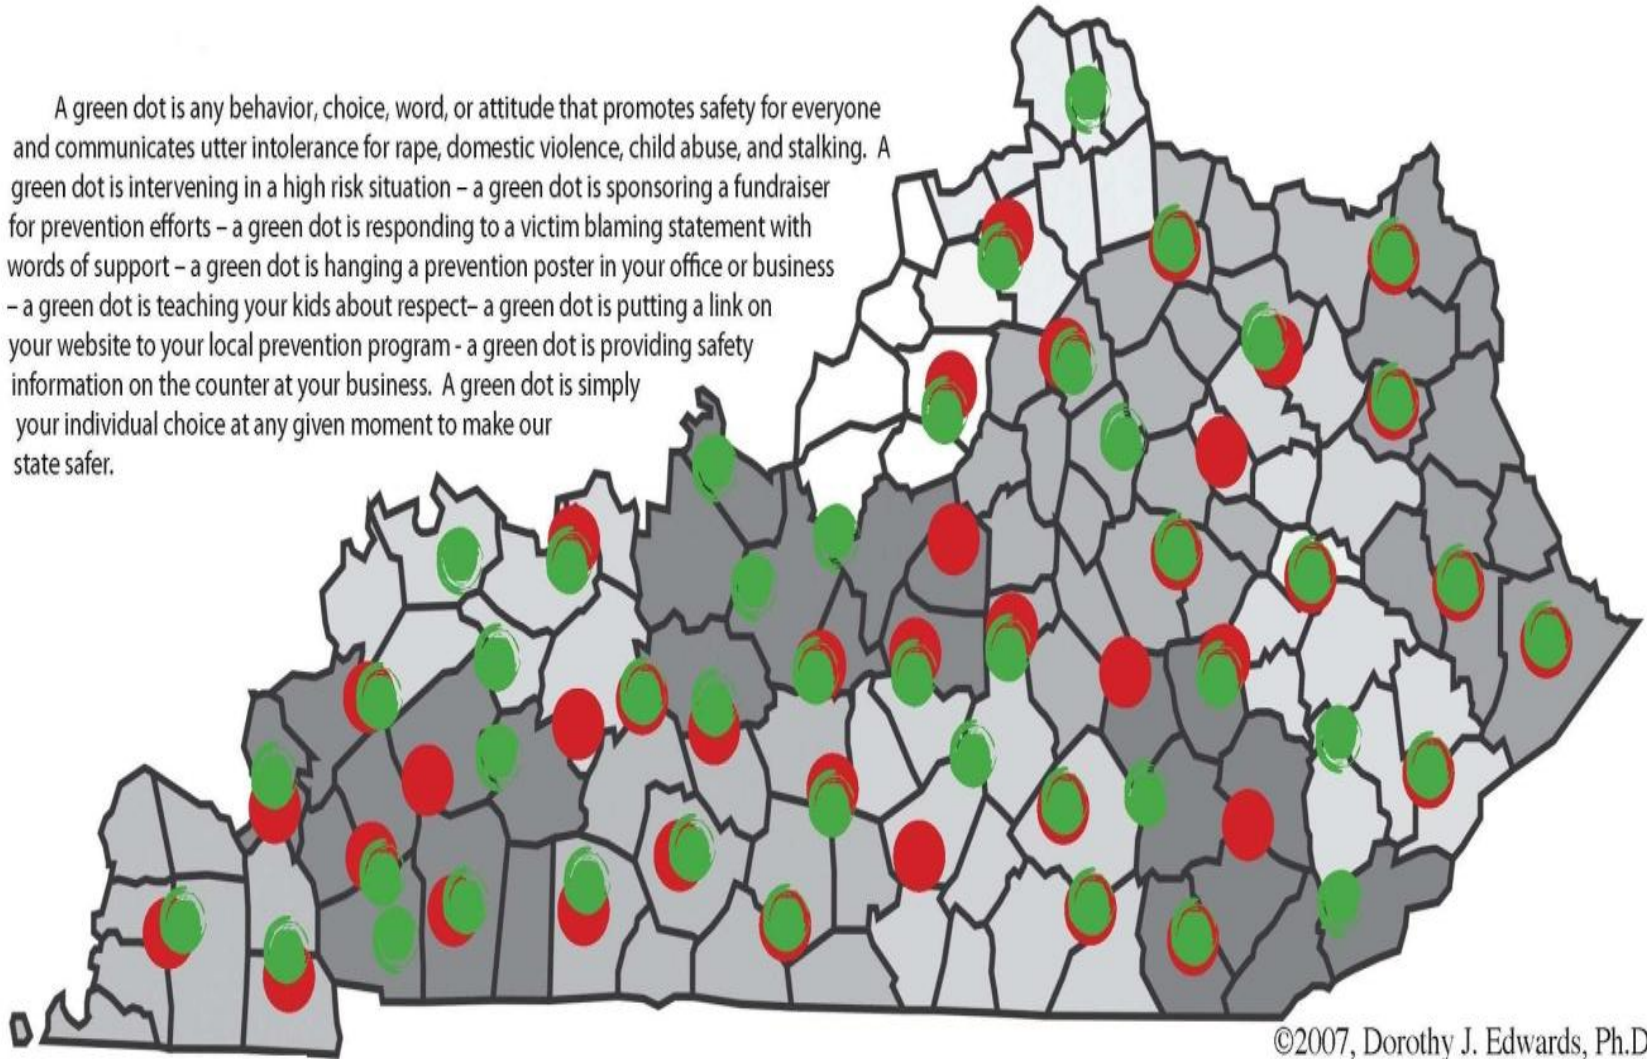 A green dot is any behavior, choice, word, or attitude that promotes safety for everyone
and communicates utter intolerance for rape, domestic violence, child abuse, and stalking. A
green dot is intervening in a high risk situation – a green dot is sponsoring a fundraiser
for prevention efforts – a green dot is responding to a victim blaming statement with
words of support – a green dot is hanging a prevention poster in your office or business
– a green dot is teaching your kids about respect– a green dot is putting a link on
your website to your local prevention program - a green dot is providing safety
information on the counter at your business. A green dot is simply
your individual choice at any given moment to make our
state safer.
©2007, Dorothy J. Edwards, Ph.D